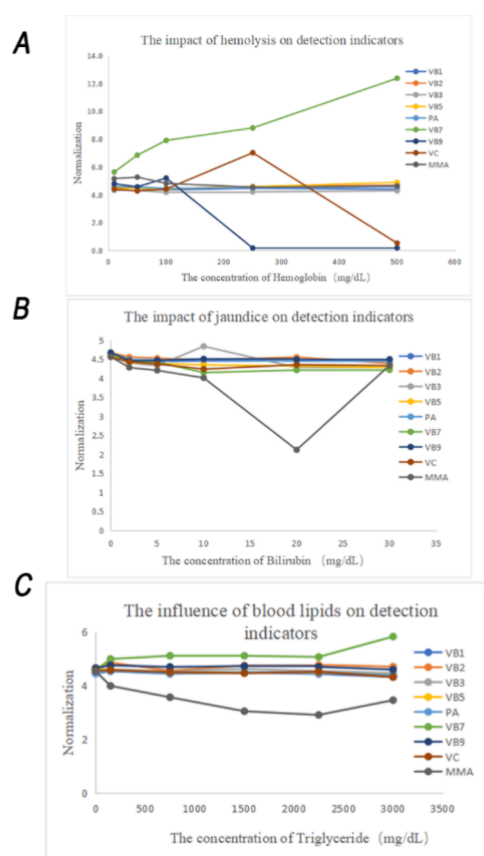 A
The impact of hemolysis on detection indicators
14.0
12.0
10.0
8.0
6.0
4.0
2.0
0.0
Normalization
0
100
200
300
400
500
600
The concentration of Hemoglobin (mg/dL)
VB1
VB2
VB3
VB5
PA
VB7
VB9
VC
MMA
B
The impact of jaundice on detection indicators
5
4.5
4
3.5
3
2.5
2
1.5
1
0.5
0
Normalization
0
5
10
15
20
25
30
35
The concentration of Bilirubin (mg/dL)
VB1
VB2
VB3
VB5
PA
VB7
VB9
VC
MMA
C
The influence of blood lipids on detection
indicators
6
4
2
0
Normalization
0
500
1000
1500
2000
2500
3000
3500
The concentration of Triglyceride (mg/dL)
VB1
VB2
VB3
VB5
PA
VB7
VB9
VC
MMA